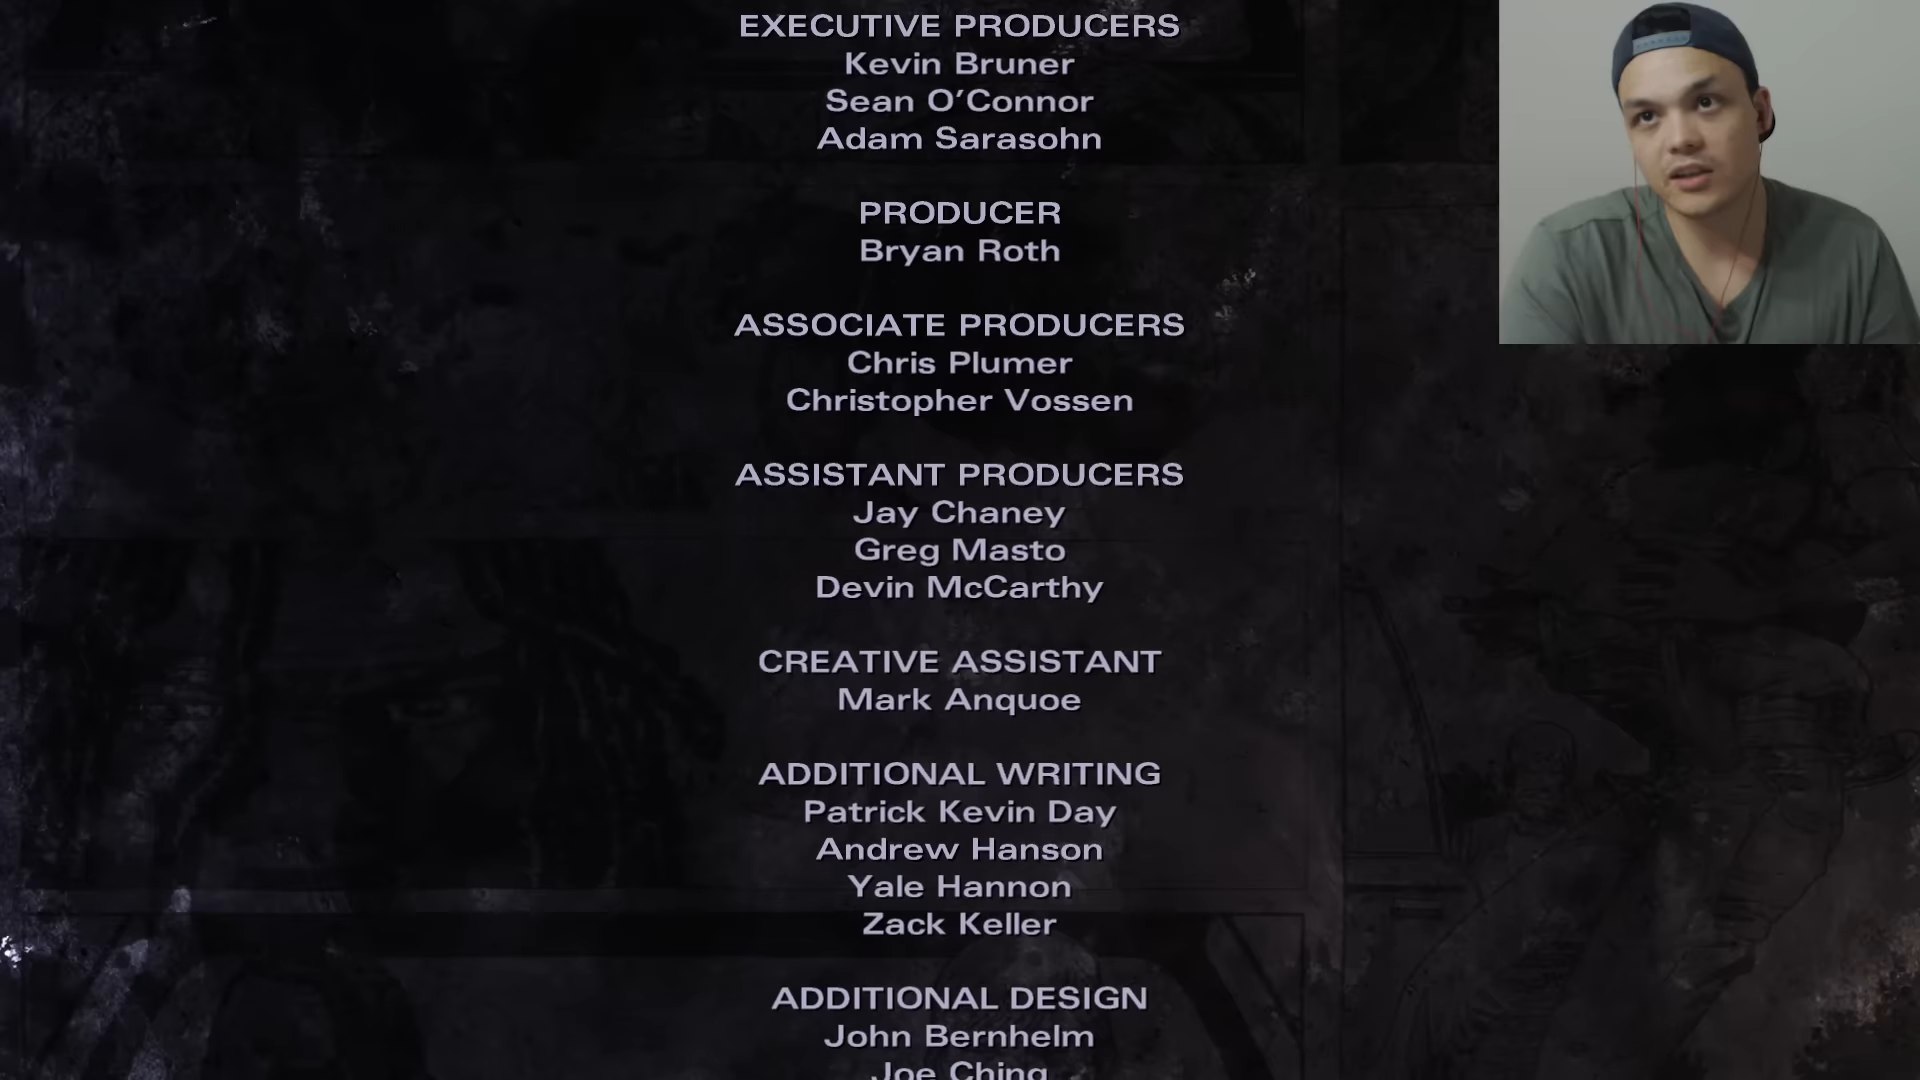 EXECUTIVE PRODUCERS
Kevin Bruner
Sean O’Connor
Adam Sarasohn
PRODUCER
Bryan Roth
ASSOCIATE PRODUCERS
Chris Plumer
Christopher Vossen
ASSISTANT PRODUCERS
Jay Chaney
Greg Masto
Devin McCarthy
CREATIVE ASSISTANT
Mark Anquoe
ADDITIONAL WRITING
Patrick Kevin Day
Andrew Hanson
Yale Hannon
Zack Keller
ADDITIONAL DESIGN
John Bernhelm
Joe Ching